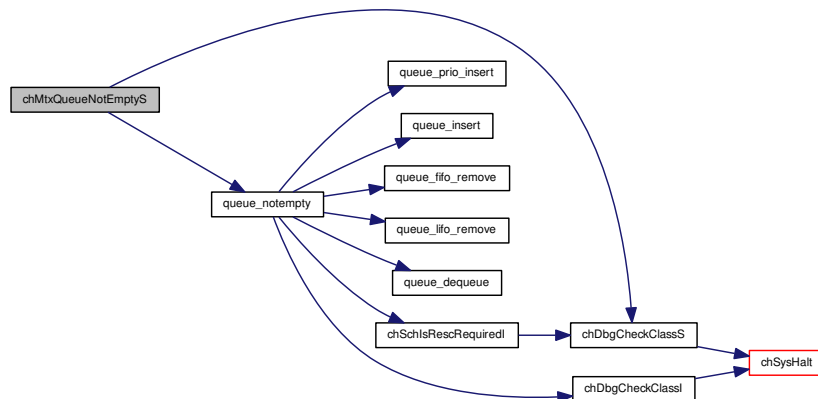 chMtxQueueNotEmptyS
queue_notempty
queue_prio_insert
queue_insert
queue_fifo_remove
queue_lifo_remove
queue_dequeue
chSchIsRescRequiredI
chDbgCheckClassS
chDbgCheckClassI
chSysHalt